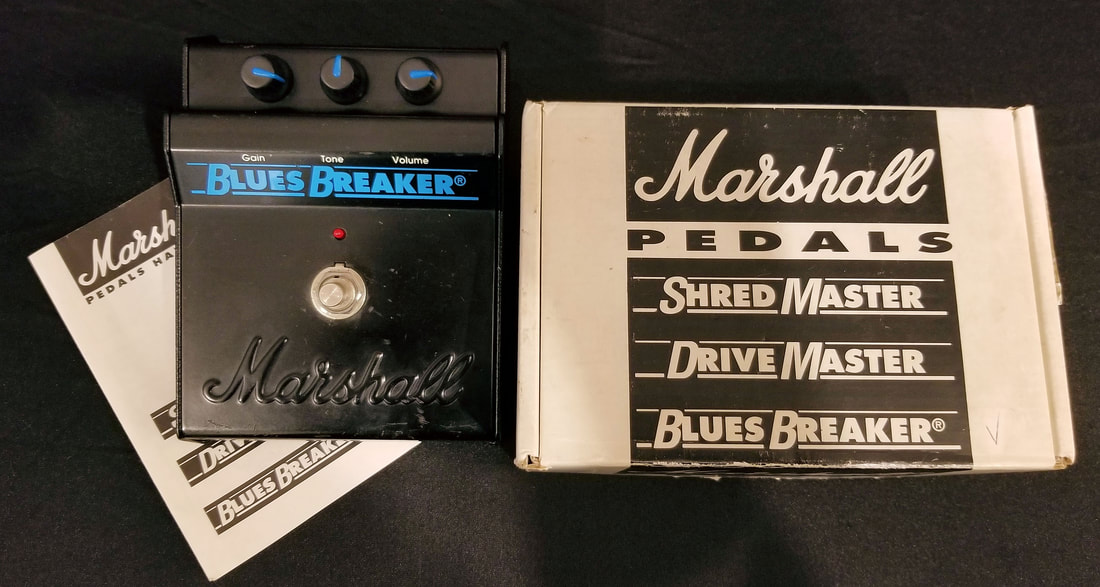 Gain Tone Volume
BLUES BREAKER®
Marshall
Marsh
PEDALS HA
DRIVE
BLUES BREAK
Marshall
PEDALS
SHRED MASTER
DRIVE MASTER
BLUES BREAKER®
V